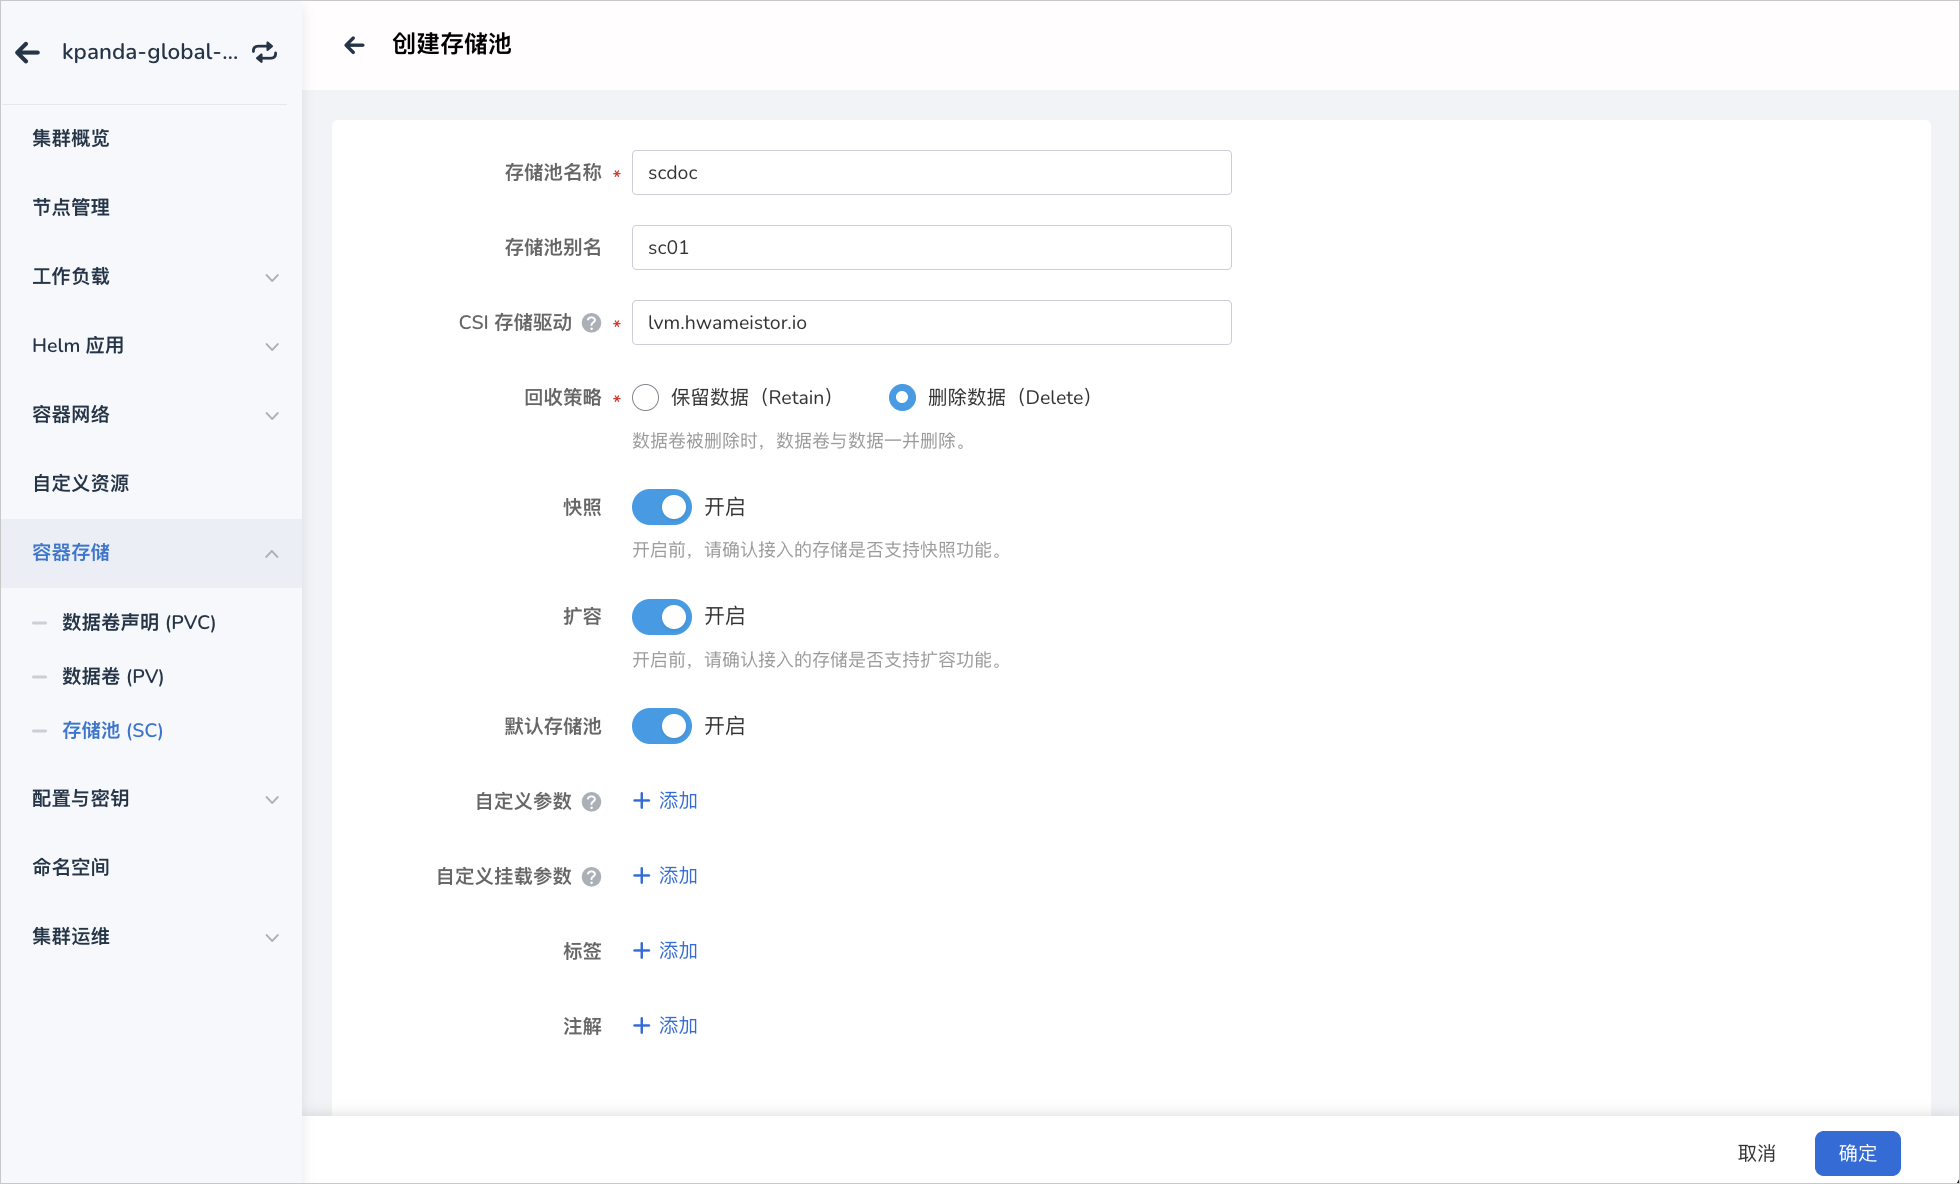 kpanda-global-...
集群概览
节点管理
工作负载
Helm 应用
容器网络
自定义资源
容器存储
数据卷声明 (PVC)
数据卷 (PV)
存储池 (SC)
配置与密钥
命名空间
集群运维
创建存储池
存储池名称 * scdoc
存储池别名 sc01
CSI 存储驱动 ? * lvm.hwameistor.io
回收策略 * 保留数据（Retain） 删除数据（Delete）
数据卷被删除时，数据卷与数据一并删除。
快照 开启
开启前，请确认接入的存储是否支持快照功能。
扩容 开启
开启前，请确认接入的存储是否支持扩容功能。
默认存储池 开启
自定义参数 ? + 添加
自定义挂载参数 ? + 添加
标签 + 添加
注解 + 添加
取消 确定